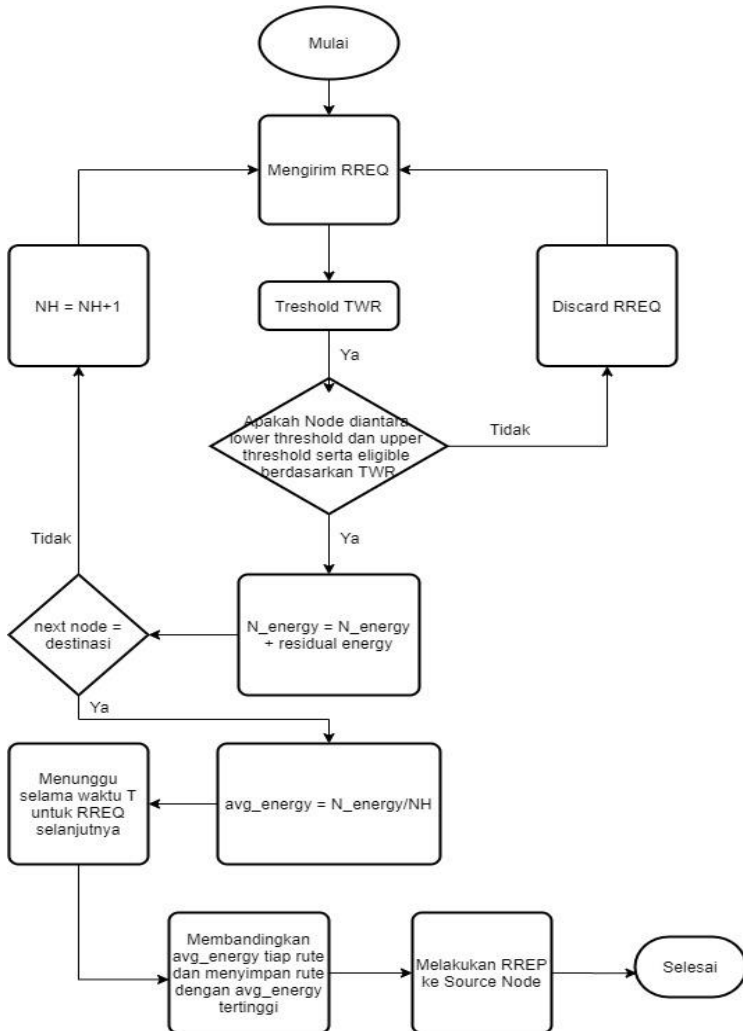 Mulai
Mengirim RREQ
NH = NH+1
Treshold TWR
Discard RREQ
Ya
Apakah Node diantara
lower threshold dan upper
threshold serta eligible
berdasarkan TWR
Tidak
Ya
Tidak
next node =
destinasi
N_energy = N_energy
+ residual energy
Ya
Menunggu
selama waktu T
untuk RREQ
selanjutnya
avg_energy = N_energy/NH
Membandingkan
avg_energy tiap rute
dan menyimpan rute
dengan avg_energy
tertinggi
Melakukan RREP
ke Source Node
Selesai